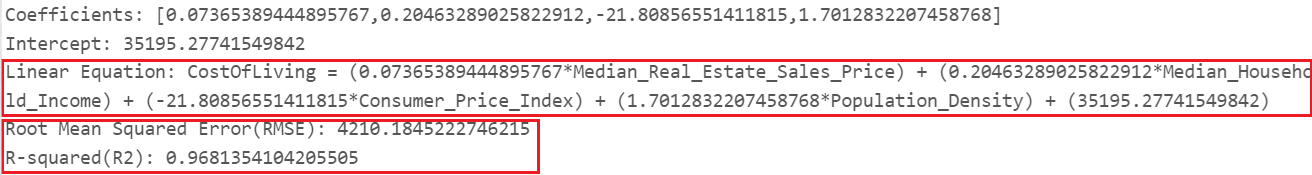 Coefficients: [0.07365389444895767,0.20463289025822912,-21.80856551411815,1.7012832207458768]
Intercept: 35195.27741549842
Linear Equation: CostOfLiving = (0.07365389444895767*Median_Real_Estate_Sales_Price) + (0.20463289025822912*Median_Househo
ld_Income) + (-21.80856551411815*Consumer_Price_Index) + (1.7012832207458768*Population_Density) + (35195.27741549842)
Root Mean Squared Error(RMSE): 4210.1845222746215
R-squared(R2): 0.9681354104205505